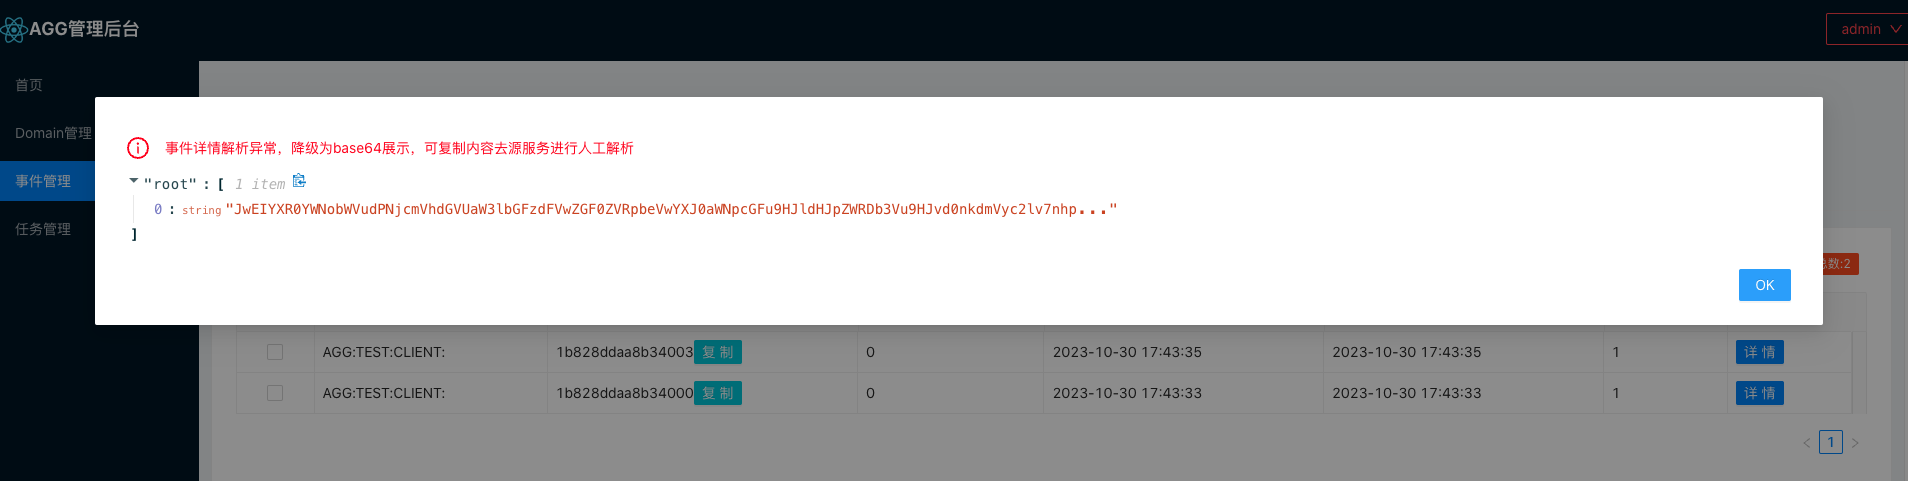 AGG管理后台
admin
首页
Domain管理
事件管理
任务管理
事件详情解析异常，降级为base64展示，可复制内容去源服务进行人工解析
"root" : [ 1 item
0 : string "JwEIYXR0YWNobWVudPNjcmVhdGVUaW3lbGFzdFVwZGF0ZVRpbeVwYXJ0aWNpcGFu9HJldHJpZWRDb3Vu9HJvd0nkdmVyc2lv7nhp..."
]
OK
总数:2
AGG:TEST:CLIENT: 1b828ddaa8b34003 复 制 0 2023-10-30 17:43:35 2023-10-30 17:43:35 1 详 情
AGG:TEST:CLIENT: 1b828ddaa8b34000 复 制 0 2023-10-30 17:43:33 2023-10-30 17:43:33 1 详 情
< 1 >